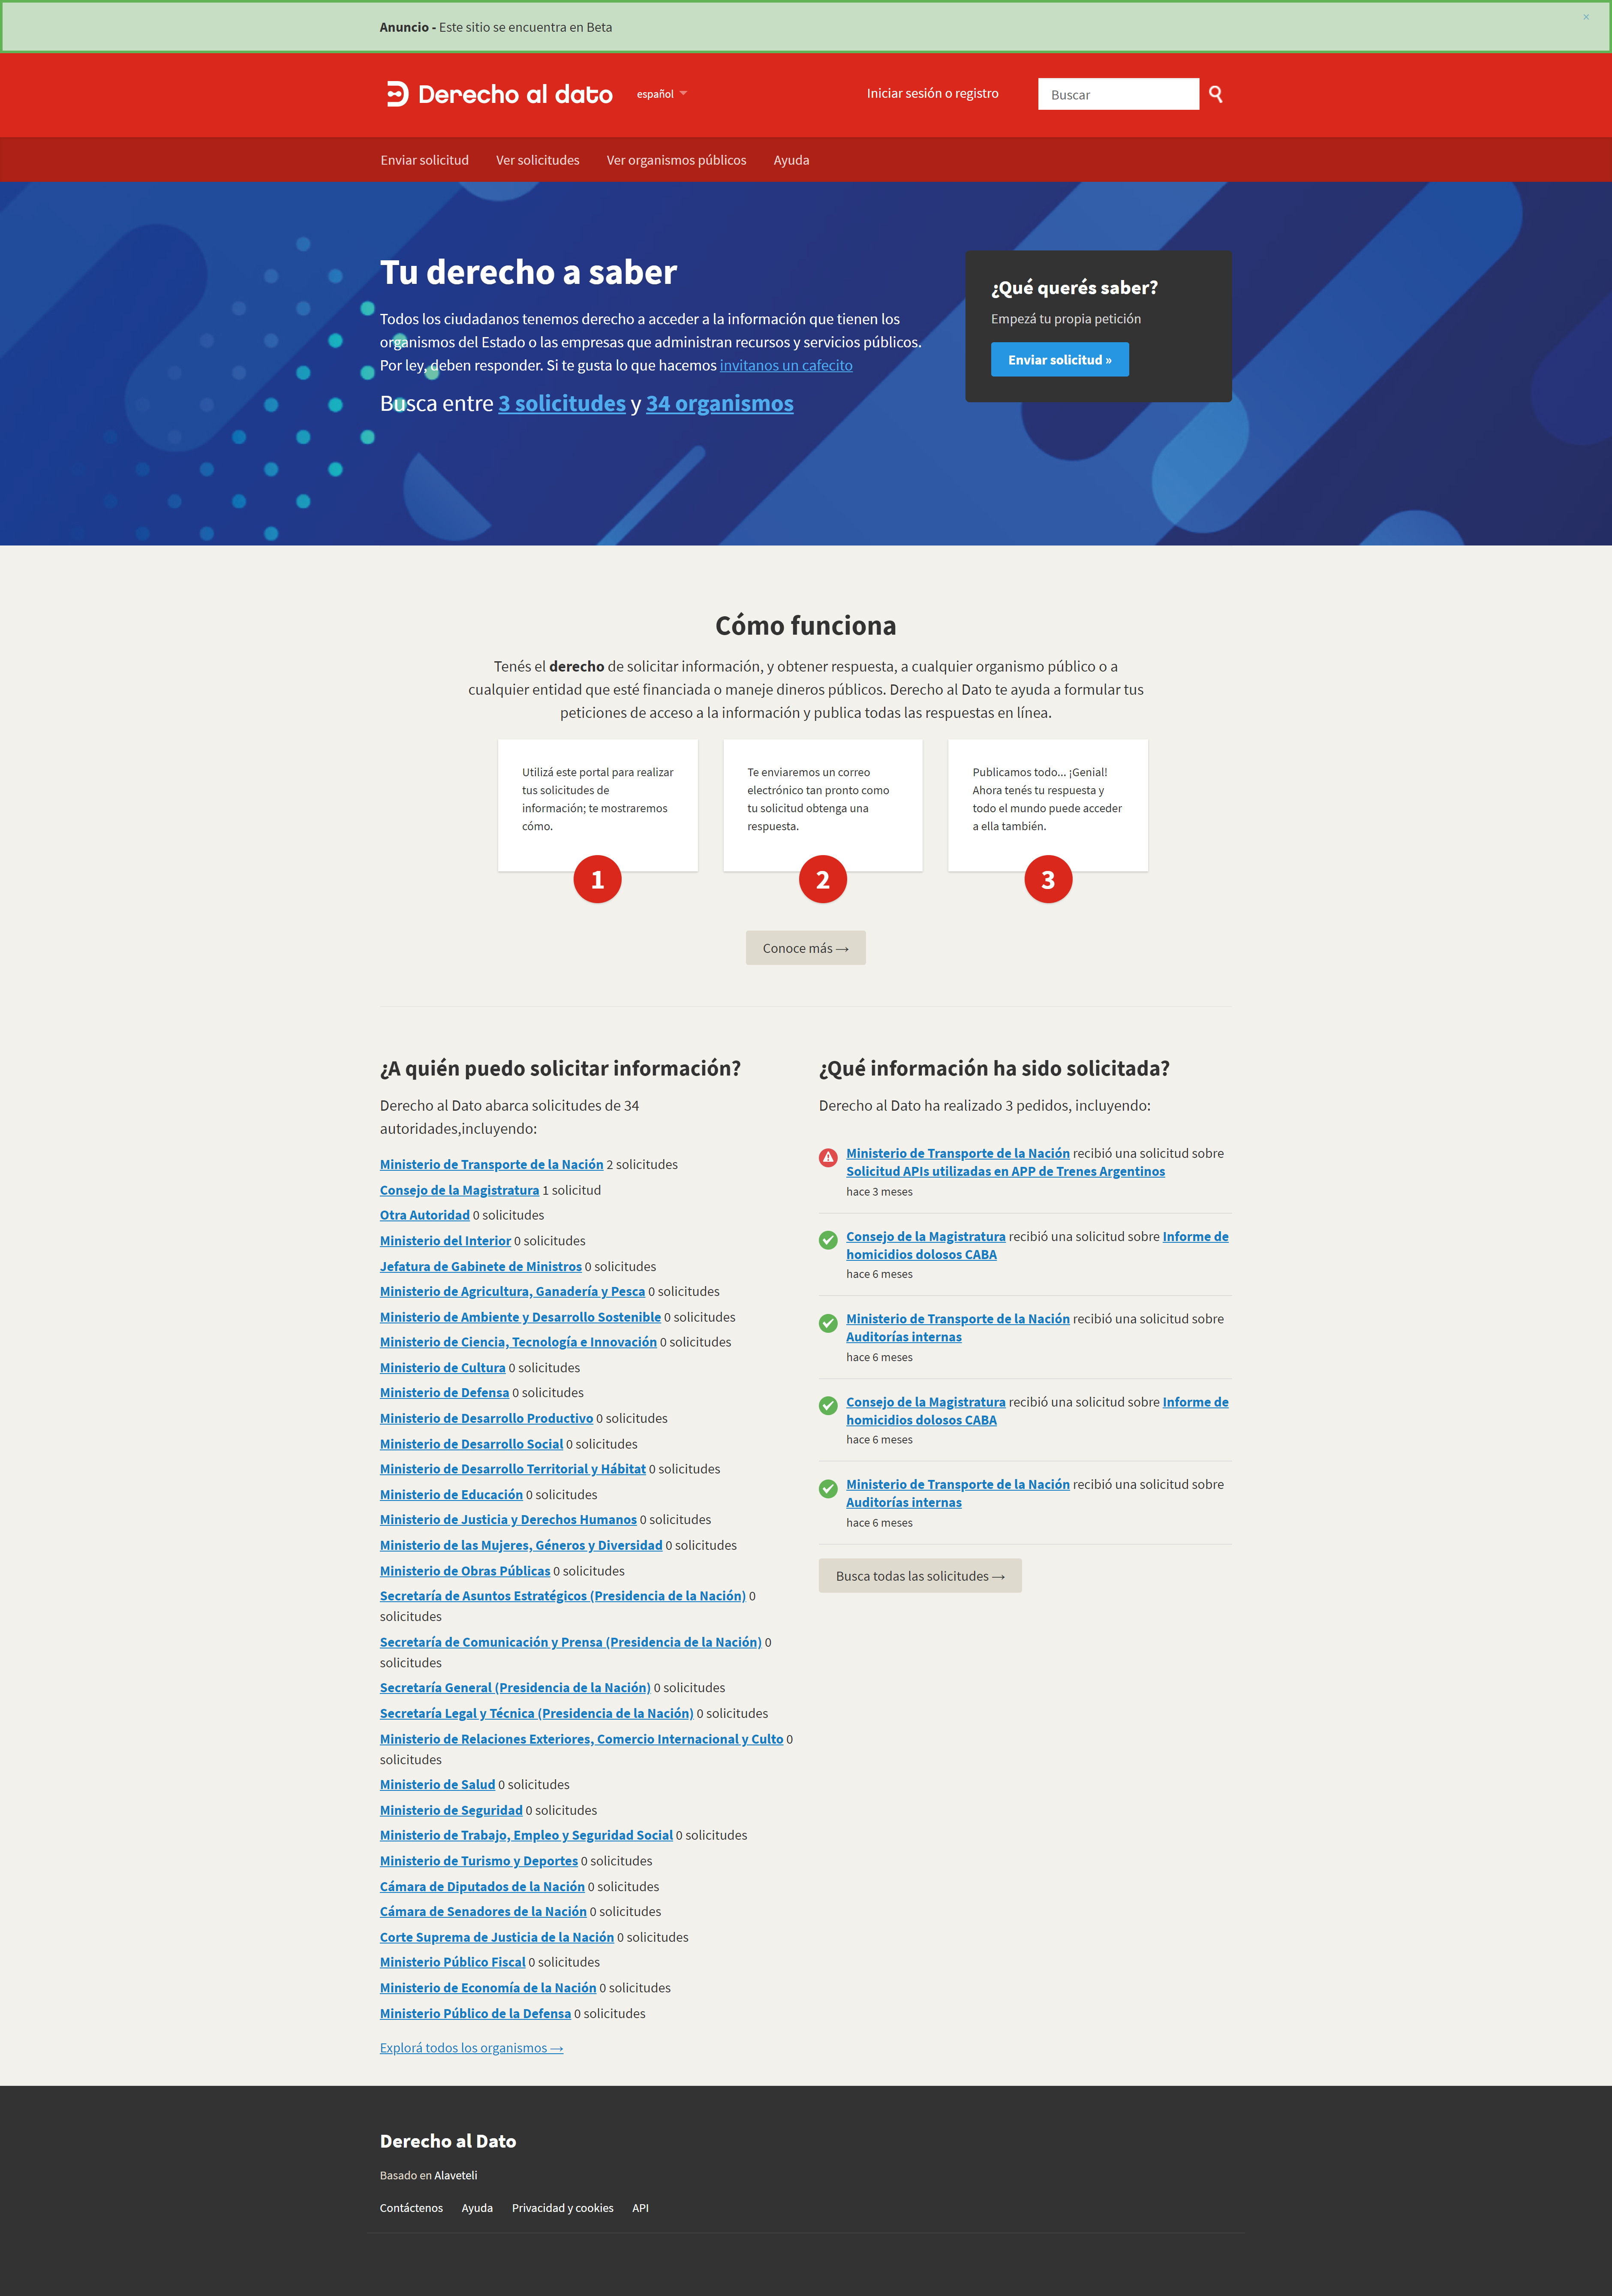 Anuncio - Este sitio se encuentra en Beta
×
Derecho al dato
español
Iniciar sesión o registro
Buscar
Enviar solicitud
Ver solicitudes
Ver organismos públicos
Ayuda
Tu derecho a saber
Todos los ciudadanos tenemos derecho a acceder a la información que tienen los
organismos del Estado o las empresas que administran recursos y servicios públicos.
Por ley, deben responder. Si te gusta lo que hacemos invitanos un cafecito
Busca entre 3 solicitudes y 34 organismos
¿Qué querés saber?
Empezá tu propia petición
Enviar solicitud »
Cómo funciona
Tenés el derecho de solicitar información, y obtener respuesta, a cualquier organismo público o a
cualquier entidad que esté financiada o maneje dineros públicos. Derecho al Dato te ayuda a formular tus
peticiones de acceso a la información y publica todas las respuestas en línea.
Utilizá este portal para realizar
tus solicitudes de
información; te mostraremos
cómo.
1
Te enviaremos un correo
electrónico tan pronto como
tu solicitud obtenga una
respuesta.
2
Publicamos todo... ¡Genial!
Ahora tenés tu respuesta y
todo el mundo puede acceder
a ella también.
3
Conoce más →
¿A quién puedo solicitar información?
Derecho al Dato abarca solicitudes de 34
autoridades,incluyendo:
Ministerio de Transporte de la Nación 2 solicitudes
Consejo de la Magistratura 1 solicitud
Otra Autoridad 0 solicitudes
Ministerio del Interior 0 solicitudes
Jefatura de Gabinete de Ministros 0 solicitudes
Ministerio de Agricultura, Ganadería y Pesca 0 solicitudes
Ministerio de Ambiente y Desarrollo Sostenible 0 solicitudes
Ministerio de Ciencia, Tecnología e Innovación 0 solicitudes
Ministerio de Cultura 0 solicitudes
Ministerio de Defensa 0 solicitudes
Ministerio de Desarrollo Productivo 0 solicitudes
Ministerio de Desarrollo Social 0 solicitudes
Ministerio de Desarrollo Territorial y Hábitat 0 solicitudes
Ministerio de Educación 0 solicitudes
Ministerio de Justicia y Derechos Humanos 0 solicitudes
Ministerio de las Mujeres, Géneros y Diversidad 0 solicitudes
Ministerio de Obras Públicas 0 solicitudes
Secretaría de Asuntos Estratégicos (Presidencia de la Nación) 0
solicitudes
Secretaría de Comunicación y Prensa (Presidencia de la Nación) 0
solicitudes
Secretaría General (Presidencia de la Nación) 0 solicitudes
Secretaría Legal y Técnica (Presidencia de la Nación) 0 solicitudes
Ministerio de Relaciones Exteriores, Comercio Internacional y Culto 0
solicitudes
Ministerio de Salud 0 solicitudes
Ministerio de Seguridad 0 solicitudes
Ministerio de Trabajo, Empleo y Seguridad Social 0 solicitudes
Ministerio de Turismo y Deportes 0 solicitudes
Cámara de Diputados de la Nación 0 solicitudes
Cámara de Senadores de la Nación 0 solicitudes
Corte Suprema de Justicia de la Nación 0 solicitudes
Ministerio Público Fiscal 0 solicitudes
Ministerio de Economía de la Nación 0 solicitudes
Ministerio Público de la Defensa 0 solicitudes
Explorá todos los organismos →
¿Qué información ha sido solicitada?
Derecho al Dato ha realizado 3 pedidos, incluyendo:
Ministerio de Transporte de la Nación recibió una solicitud sobre
Solicitud APIs utilizadas en APP de Trenes Argentinos
hace 3 meses
Consejo de la Magistratura recibió una solicitud sobre Informe de
homicidios dolosos CABA
hace 6 meses
Ministerio de Transporte de la Nación recibió una solicitud sobre
Auditorías internas
hace 6 meses
Consejo de la Magistratura recibió una solicitud sobre Informe de
homicidios dolosos CABA
hace 6 meses
Ministerio de Transporte de la Nación recibió una solicitud sobre
Auditorías internas
hace 6 meses
Busca todas las solicitudes →
Derecho al Dato
Basado en Alaveteli
Contáctenos
Ayuda
Privacidad y cookies
API